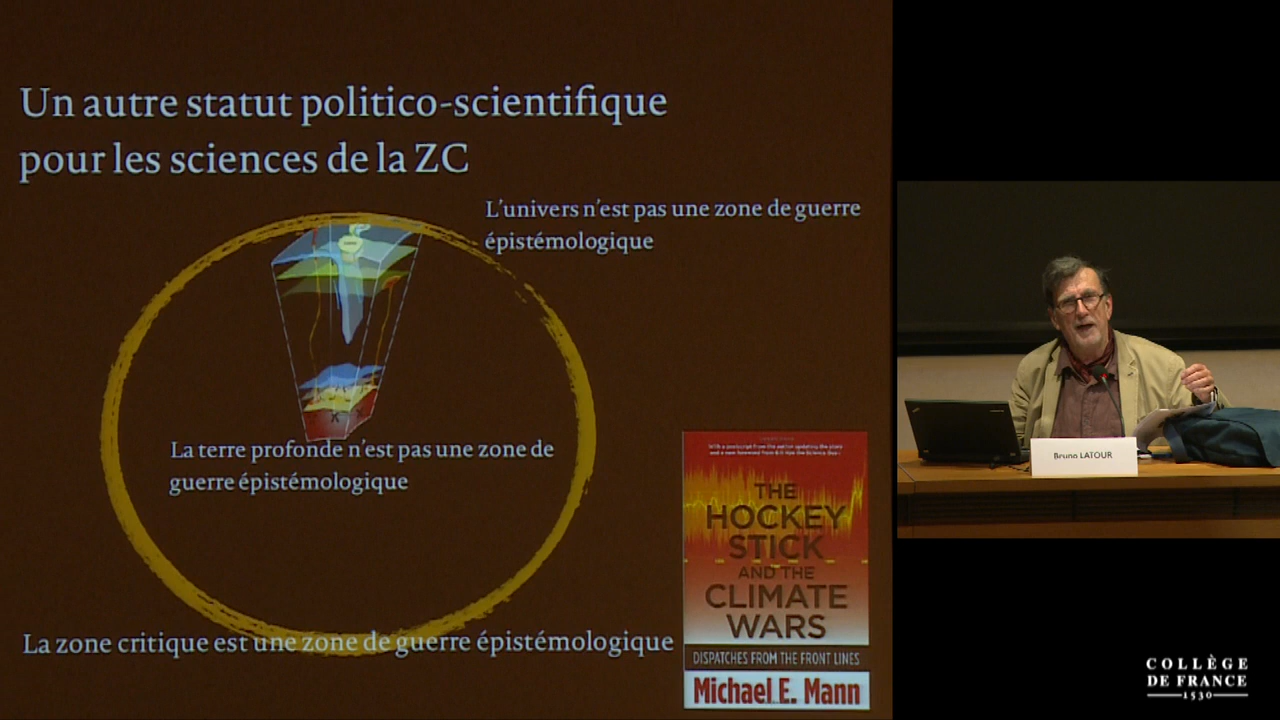 Un autre statut politico-scientifique
pour les sciences de la ZC
L'univers n'est pas une zone de guerre
épistémologique
La terre profonde n'est pas une zone de
guerre épistémologique
La zone critique est une zone de guerre épistémologique
THE
HOCKEY
STICK
AND THE
CLIMATE
WARS
DISPATCHES FROM THE FRONT LINES
Michael E. Mann
Bruno LATOUR
COLLÈGE
DE FRANCE
1530